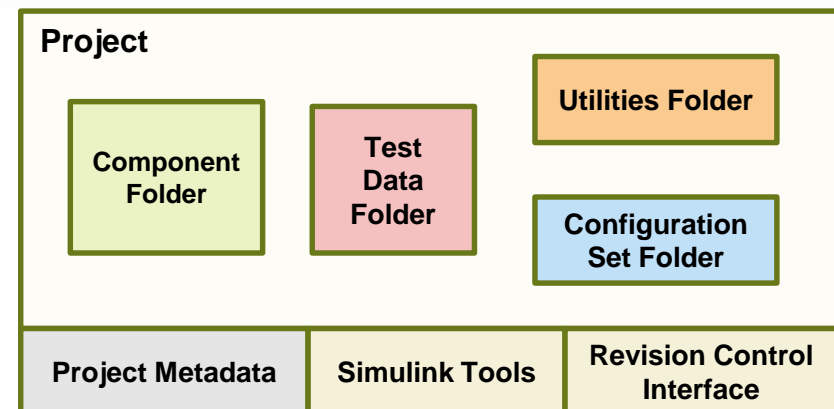 Project
Component
Folder
Test
Data
Folder
Utilities Folder
Configuration
Set Folder
Project Metadata
Simulink Tools
Revision Control
Interface